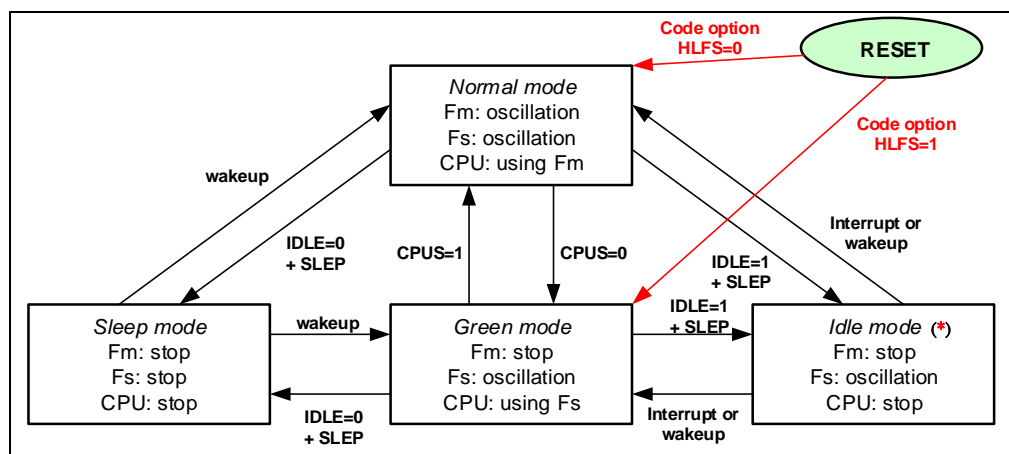 Code option
HLFS=0
RESET
Normal mode
Fm: oscillation
Fs: oscillation
CPU: using Fm
Code option
HLFS=1
wakeup
Interrupt or
wakeup
IDLE=0
+ SLEP
CPUS=1
CPUS=0
IDLE=1
+ SLEP
Sleep mode
Fm: stop
Fs: stop
CPU: stop
wakeup
Green mode
Fm: stop
Fs: oscillation
CPU: using Fs
IDLE=1
+ SLEP
Idle mode (*)
Fm: stop
Fs: oscillation
CPU: stop
IDLE=0
+ SLEP
Interrupt or
wakeup